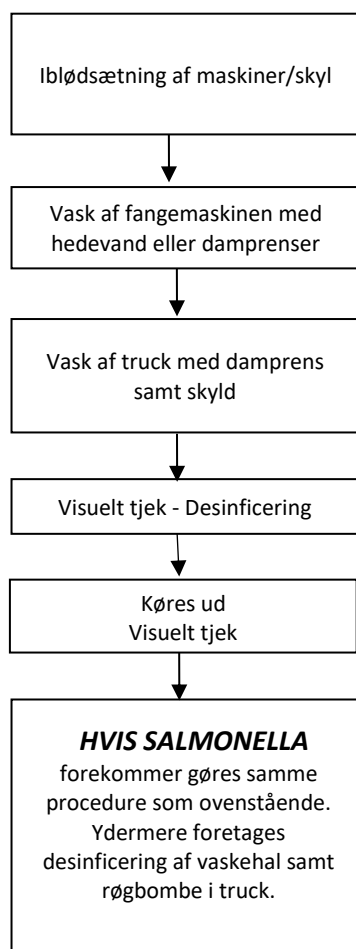 Iblødsætning af maskiner/skyl
Vask af fangemaskinen med
hedevand eller damprenser
Vask af truck med damprens
samt skyld
Visuelt tjek - Desinficering
Køres ud
Visuelt tjek
HVIS SALMONELLA
forekommer gøres samme
procedure som ovenstående.
Ydermere foretages
desinficering af vaskehal samt
røgbombe i truck.